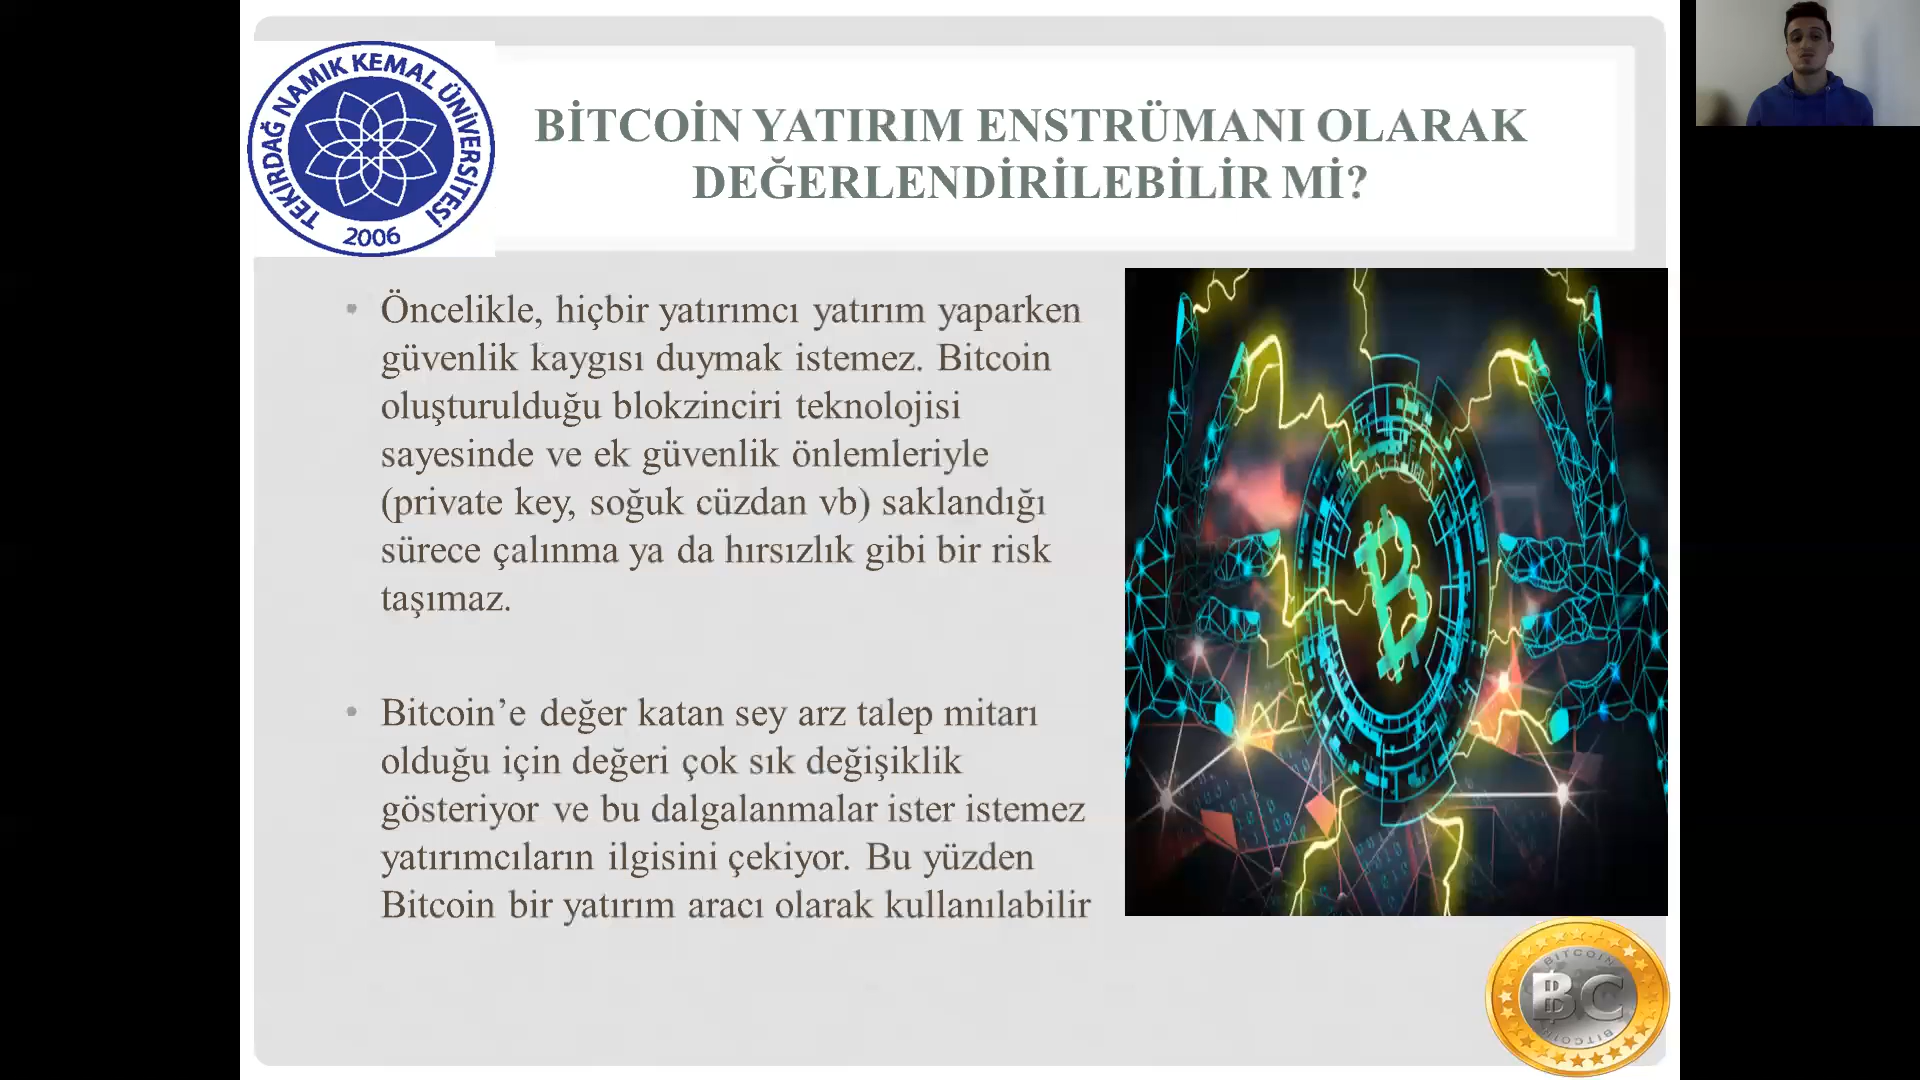 TEKİRDAĞ NAMIK KEMAL ÜNİVERSİTESİ
2006
BİTCOİN YATIRIM ENSTRÜMANI OLARAK
DEĞERLENDİRİLEBİLİR Mİ?
• Öncelikle, hiçbir yatırımcı yatırım yaparken
güvenlik kaygısı duymak istemez. Bitcoin
oluşturulduğu blokzinciri teknolojisi
sayesinde ve ek güvenlik önlemleriyle
(private key, soğuk cüzdan vb) saklandığı
sürece çalınma ya da hırsızlık gibi bir risk
taşımaz.
• Bitcoin’e değer katan sey arz talep mitarı
olduğu için değeri çok sık değişiklik
gösteriyor ve bu dalgalanmalar ister istemez
yatırımcıların ilgisini çekiyor. Bu yüzden
Bitcoin bir yatırım aracı olarak kullanılabilir
BITCOIN
BC
BITCOIN